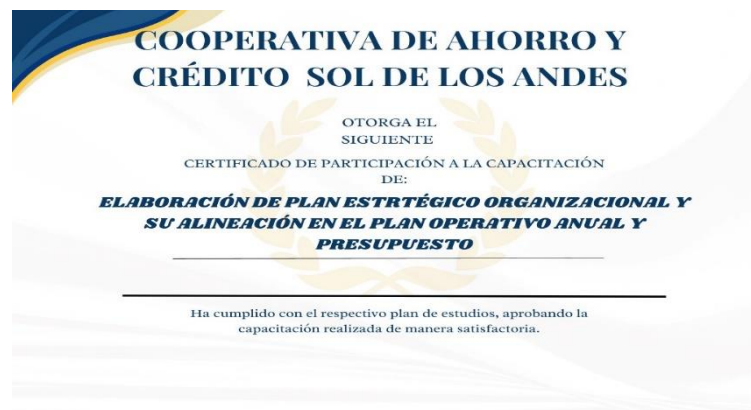 COOPERATIVA DE AHORRO Y
CRÉDITO SOL DE LOS ANDES
OTORGA EL
SIGUIENTE
CERTIFICADO DE PARTICIPACIÓN A LA CAPACITACIÓN
DE:
ELABORACIÓN DE PLAN ESTRTÉGICO ORGANIZACIONAL Y
SU ALINEACIÓN EN EL PLAN OPERATIVO ANUAL Y
PRESUPUESTO
Ha cumplido con el respectivo plan de estudios, aprobando la
capacitación realizada de manera satisfactoria.